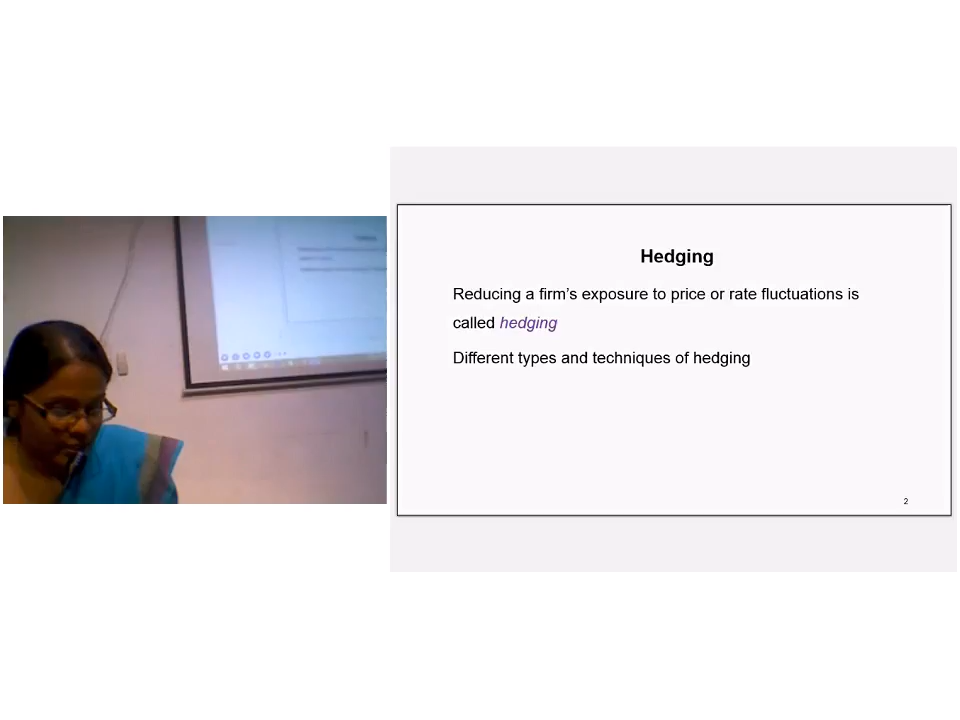 Hedging
Reducing a firm’s exposure to price or rate fluctuations is
called hedging
Different types and techniques of hedging
2